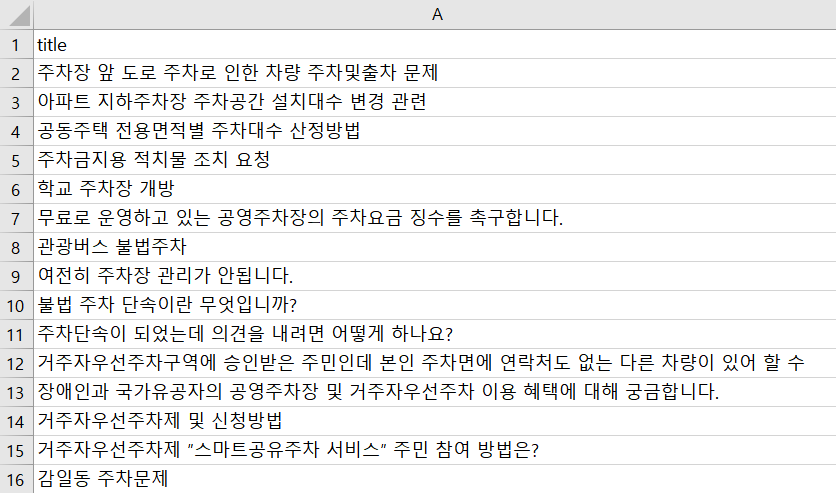 A
1 title
2 주차장 앞 도로 주차로 인한 차량 주차및출차 문제
3 아파트 지하주차장 주차공간 설치대수 변경 관련
4 공동주택 전용면적별 주차대수 산정방법
5 주차금지용 적치물 조치 요청
6 학교 주차장 개방
7 무료로 운영하고 있는 공영주차장의 주차요금 징수를 촉구합니다.
8 관광버스 불법주차
9 여전히 주차장 관리가 안됩니다.
10 불법 주차 단속이란 무엇입니까?
11 주차단속이 되었는데 의견을 내려면 어떻게 하나요?
12 거주자우선주차구역에 승인받은 주민인데 본인 주차면에 연락처도 없는 다른 차량이 있어 할 수
13 장애인과 국가유공자의 공영주차장 및 거주자우선주차 이용 혜택에 대해 궁금합니다.
14 거주자우선주차제 및 신청방법
15 거주자우선주차제 "스마트공유주차 서비스" 주민 참여 방법은?
16 감일동 주차문제